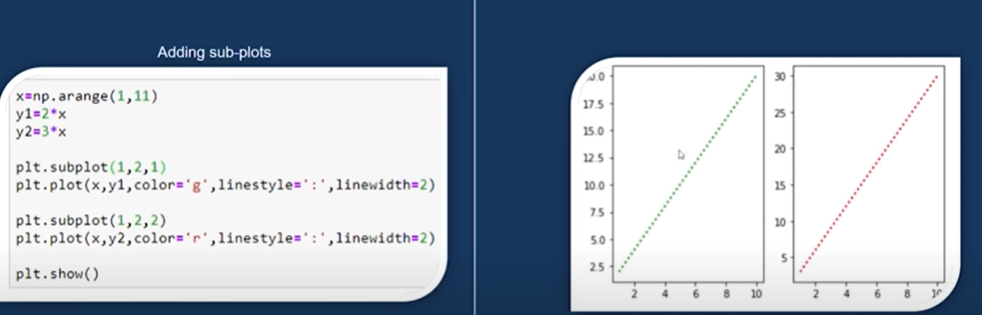 Adding sub-plots
x=np.arange(1,11)
y1=2*x
y2=3*x
plt.subplot(1,2,1)
plt.plot(x,y1,color='g',linestyle=':',linewidth=2)
plt.subplot(1,2,2)
plt.plot(x,y2,color='r',linestyle=':',linewidth=2)
plt.show()
17.5
15.0
12.5
10.0
7.5
5.0
2.5
2 4 6 8 10
30
25
20
15
10
5
2 4 6 8